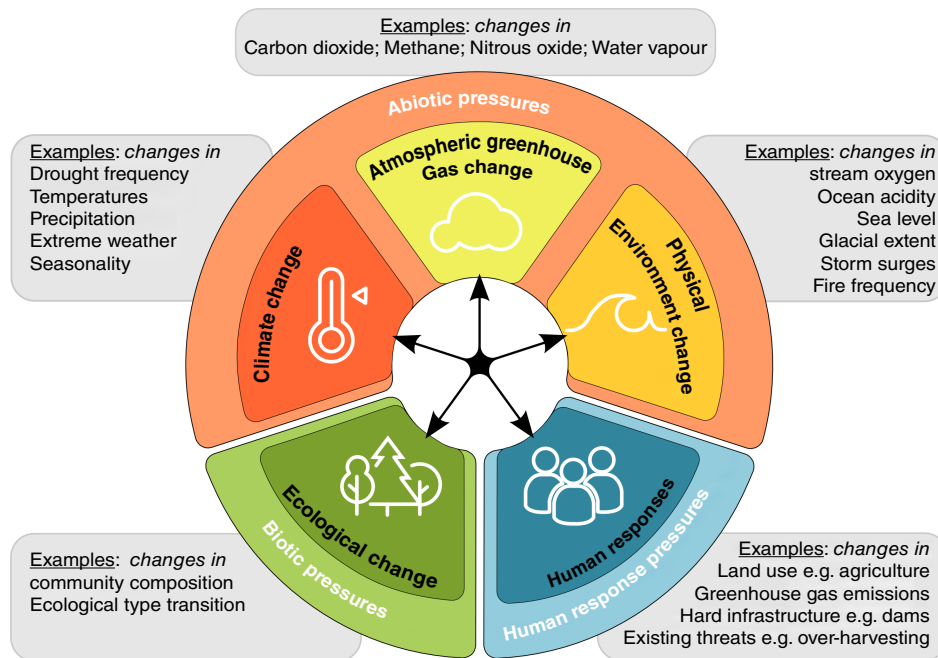 Examples: changes in
Carbon dioxide; Methane; Nitrous oxide; Water vapour
Abiotic pressures
Atmospheric greenhouse
Gas change
Examples: changes in
Drought frequency
Temperatures
Precipitation
Extreme weather
Seasonality
Climate change
Examples: changes in
stream oxygen
Ocean acidity
Sea level
Glacial extent
Storm surges
Fire frequency
Physical
Environment change
Ecological change
Biotic pressures
Examples: changes in
community composition
Ecological type transition
Human responses
Human response pressures
Examples: changes in
Land use e.g. agriculture
Greenhouse gas emissions
Hard infrastructure e.g. dams
Existing threats e.g. over-harvesting